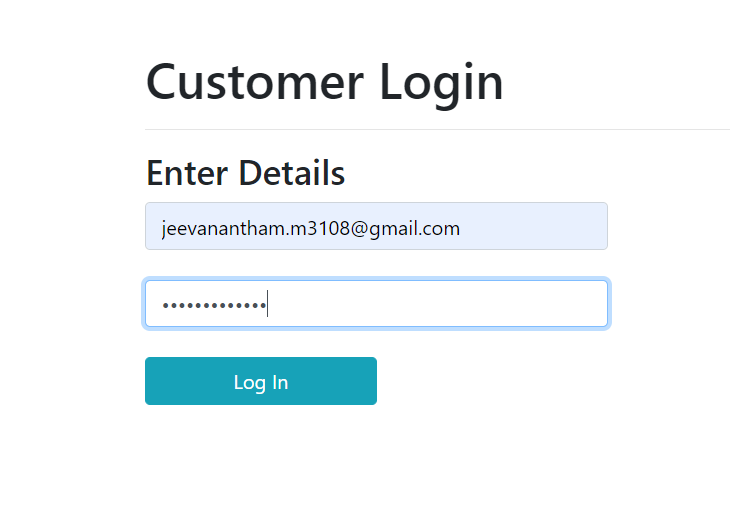 Customer Login
Enter Details
jeevanantham.m3108@gmail.com
•••••••••••••
Log In